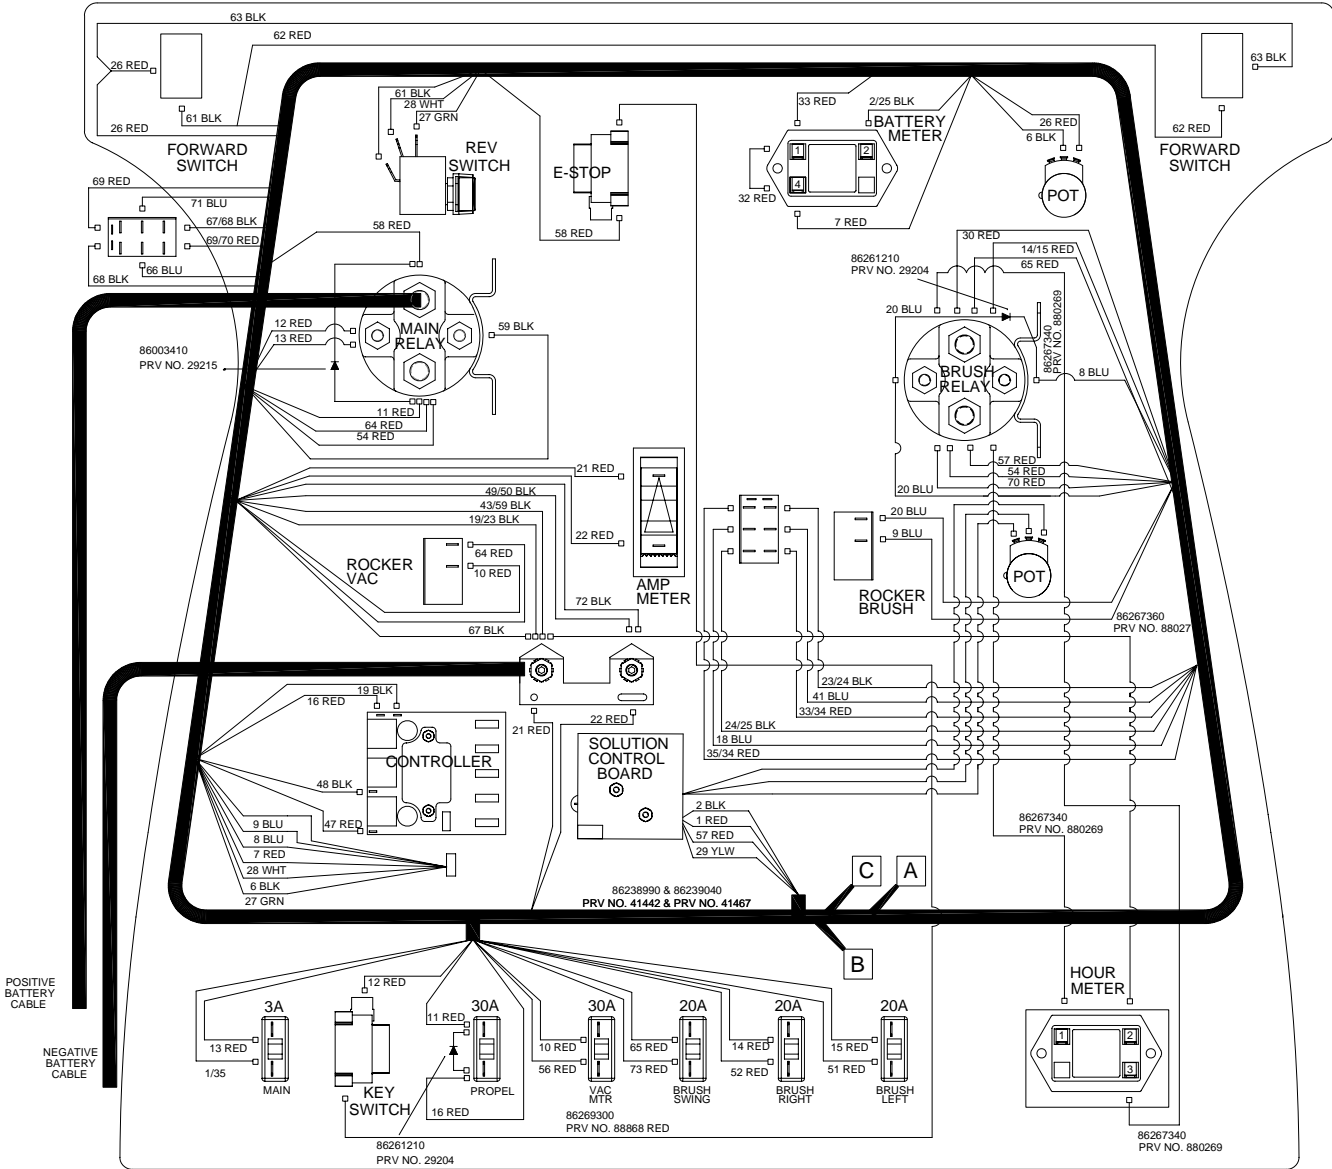 63 BLK
62 RED
26 RED
63 BLK
61 BLK
26 RED
FORWARD
SWITCH
61 BLK
28 WHT
27 GRN
REV
SWITCH
E-STOP
33 RED
2/25 BLK
BATTERY
METER
1
2
4
32 RED
7 RED
26 RED
6 BLK
POT
62 RED
FORWARD
SWITCH
69 RED
71 BLU
67/68 BLK
69/70 RED
66 BLU
68 BLK
58 RED
58 RED
30 RED
14/15 RED
65 RED
86261210
PRV NO. 29204
20 BLU
86267340
PRV NO. 880269
BRUSH
RELAY
8 BLU
12 RED
13 RED
MAIN
RELAY
59 BLK
86003410
PRV NO. 29215
11 RED
64 RED
54 RED
57 RED
54 RED
70 RED
20 BLU
21 RED
49/50 BLK
43/59 BLK
19/23 BLK
22 RED
AMP
METER
ROCKER
VAC
64 RED
10 RED
20 BLU
9 BLU
ROCKER
BRUSH
POT
72 BLK
67 BLK
86267360
PRV NO. 88027
23/24 BLK
41 BLU
33/34 RED
24/25 BLK
18 BLU
35/34 RED
19 BLK
16 RED
21 RED
22 RED
CONTROLLER
SOLUTION
CONTROL
BOARD
48 BLK
47 RED
9 BLU
8 BLU
7 RED
28 WHT
6 BLK
27 GRN
2 BLK
1 RED
57 RED
29 YLW
86267340
PRV NO. 880269
86238990 & 86239040
PRV NO. 41442 & PRV NO. 41467
C
A
B
POSITIVE
BATTERY
CABLE
NEGATIVE
BATTERY
CABLE
12 RED
3A
13 RED
1/35
MAIN
KEY
SWITCH
11 RED
30A
PROPEL
16 RED
86261210
PRV NO. 29204
30A
10 RED
56 RED
VAC
MTR
20A
65 RED
73 RED
BRUSH
SWING
20A
14 RED
52 RED
BRUSH
RIGHT
20A
15 RED
51 RED
BRUSH
LEFT
86269300
PRV NO. 88868 RED
HOUR
METER
1
2
3
86267340
PRV NO. 880269